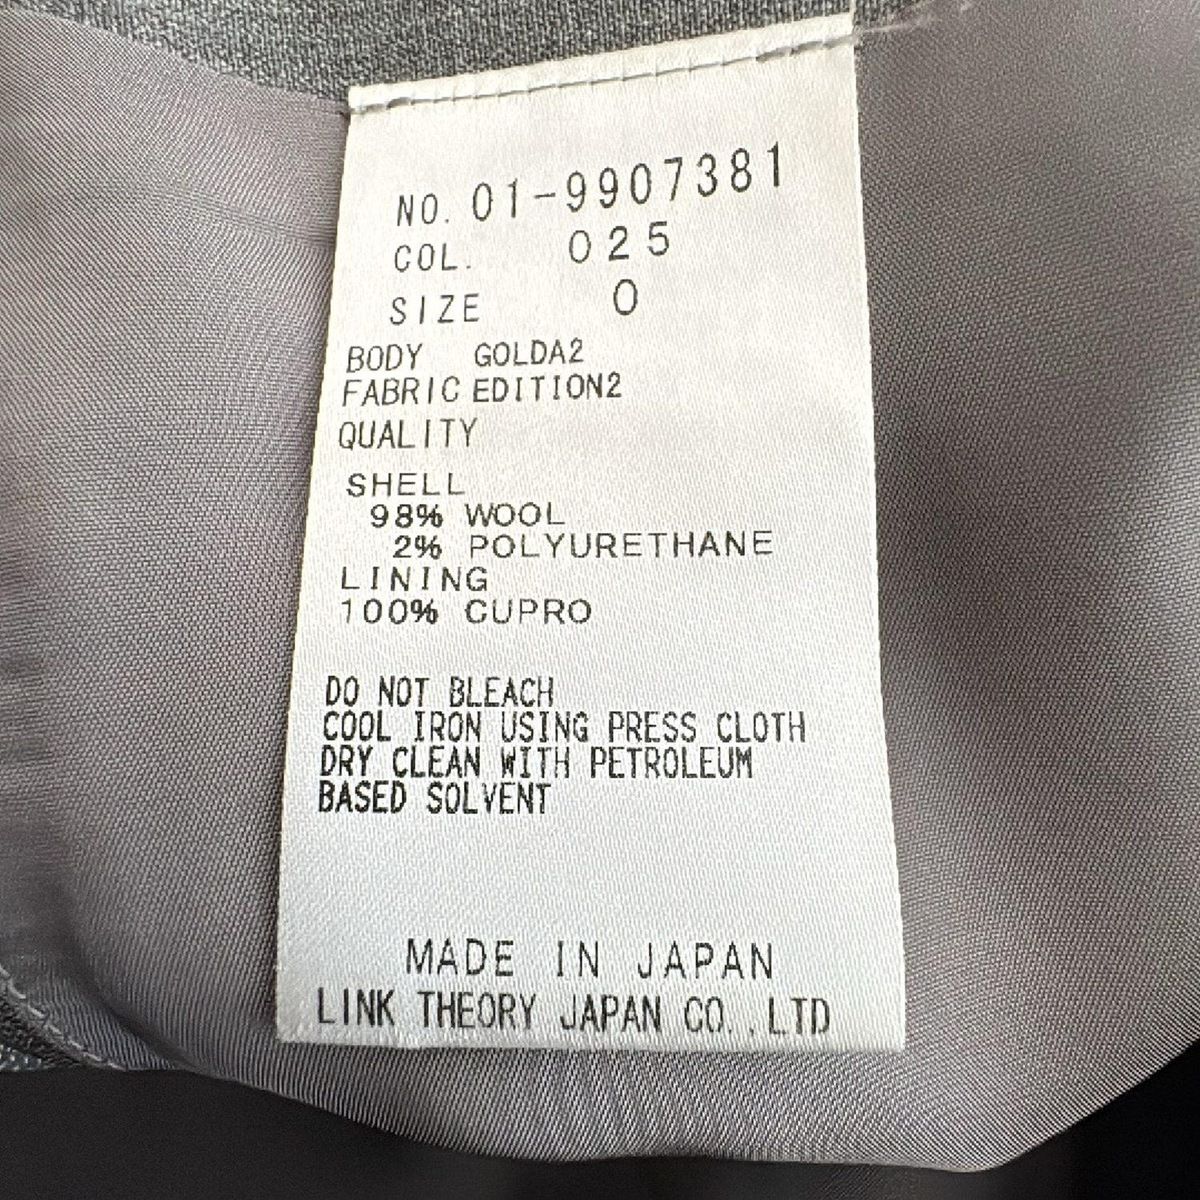 NO. 01-9907381
COL. 025
SIZE 0
BODY GOLDA2
FABRIC EDITION2
QUALITY
SHELL
98% WOOL
2% POLYURETHANE
LINING
100% CUPRO
DO NOT BLEACH
COOL IRON USING PRESS CLOTH
DRY CLEAN WITH PETROLEUM
BASED SOLVENT
MADE IN JAPAN
LINK THEORY JAPAN CO.,LTD